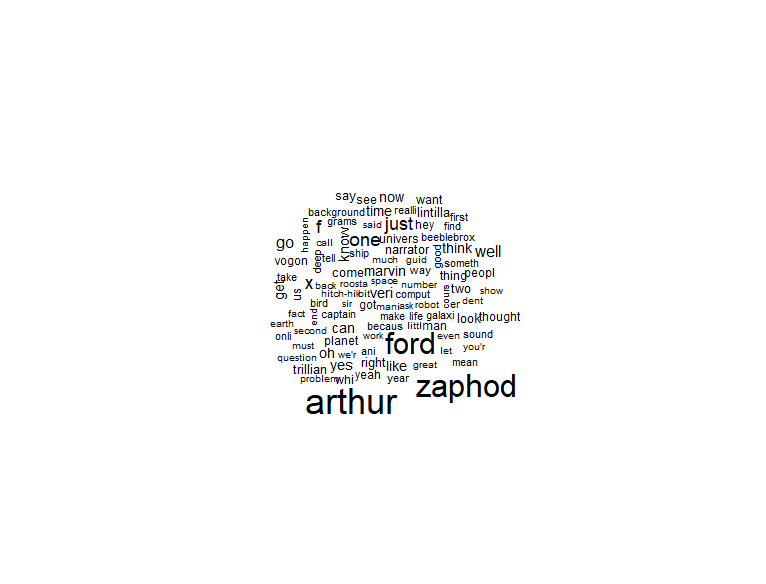 say see now want
background time realli lintilla first
f grams said just hey find
happen know one univers beeblebrox
go call ship narrator good think well
vogon deep tell much guid someth
take come marvin way thing peopl
get us x back roosta space number
hitch-hik bit veri comput ours two show
bird sir got mani ask robot 8er dent
fact end captain make life galaxi look thought
earth second can becaus littl man
onli planet work ford even sound
must oh we'r ani let you'r
question yes right like great mean
trillian problem whi yeah year
arthur zaphod